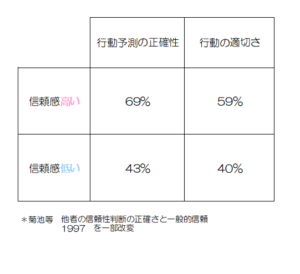 行動予測の正確性
行動の適切さ
信頼感高い
69%
59%
信頼感低い
43%
40%
＊菊池等　他者の信頼性判断の正確さと一般的信頼
1997　を一部改変